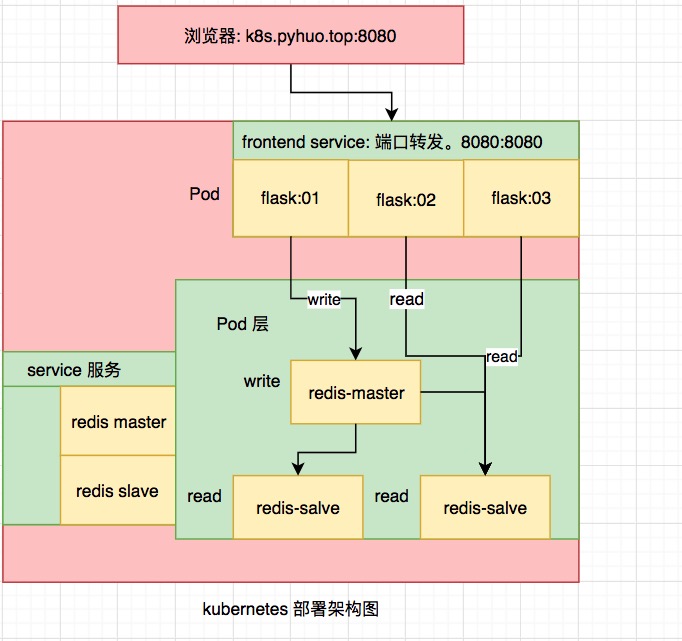 浏览器: k8s.pyhuo.top:8080
frontend service: 端口转发。8080:8080
Pod
flask:01
flask:02
flask:03
write
read
Pod 层
read
service 服务
write
redis-master
redis master
redis slave
read
redis-salve
read
redis-salve
kubernetes 部署架构图